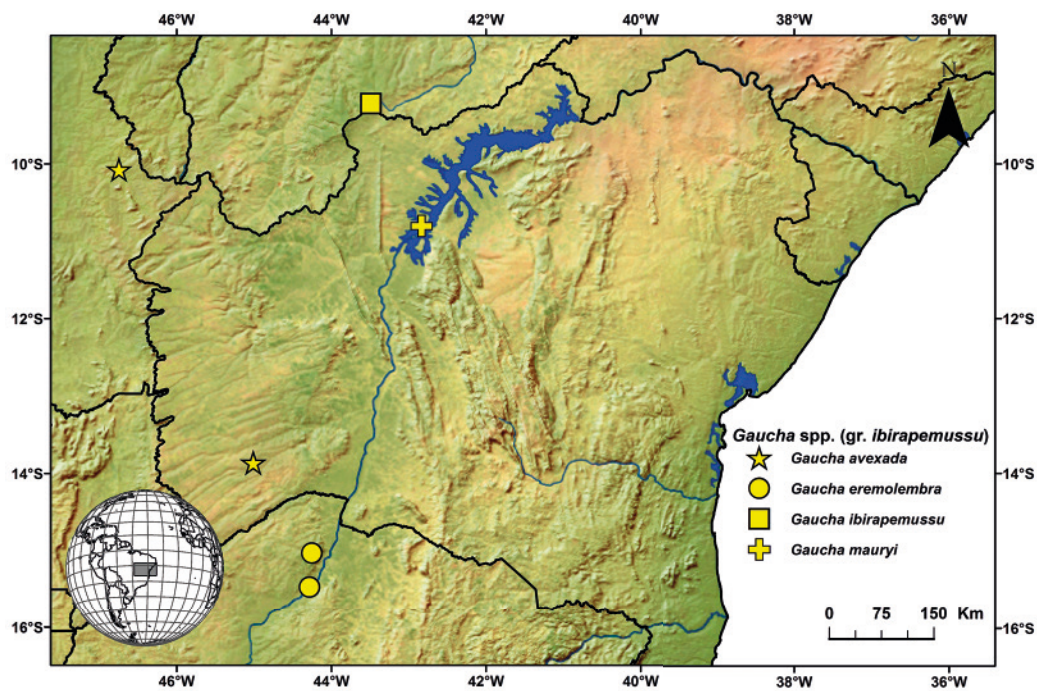 46°W 44°W 42°W 40°W 38°W 36°W
N
10°S 10°S
12°S 12°S
Gaucha spp. (gr. ibirapemussu)
Gaucha avexada
14°S 14°S
Gaucha eremolembra
Gaucha ibirapemussu
Gaucha mauryi
0 75 150 Km
16°S 16°S
46°W 44°W 42°W 40°W 38°W 36°W